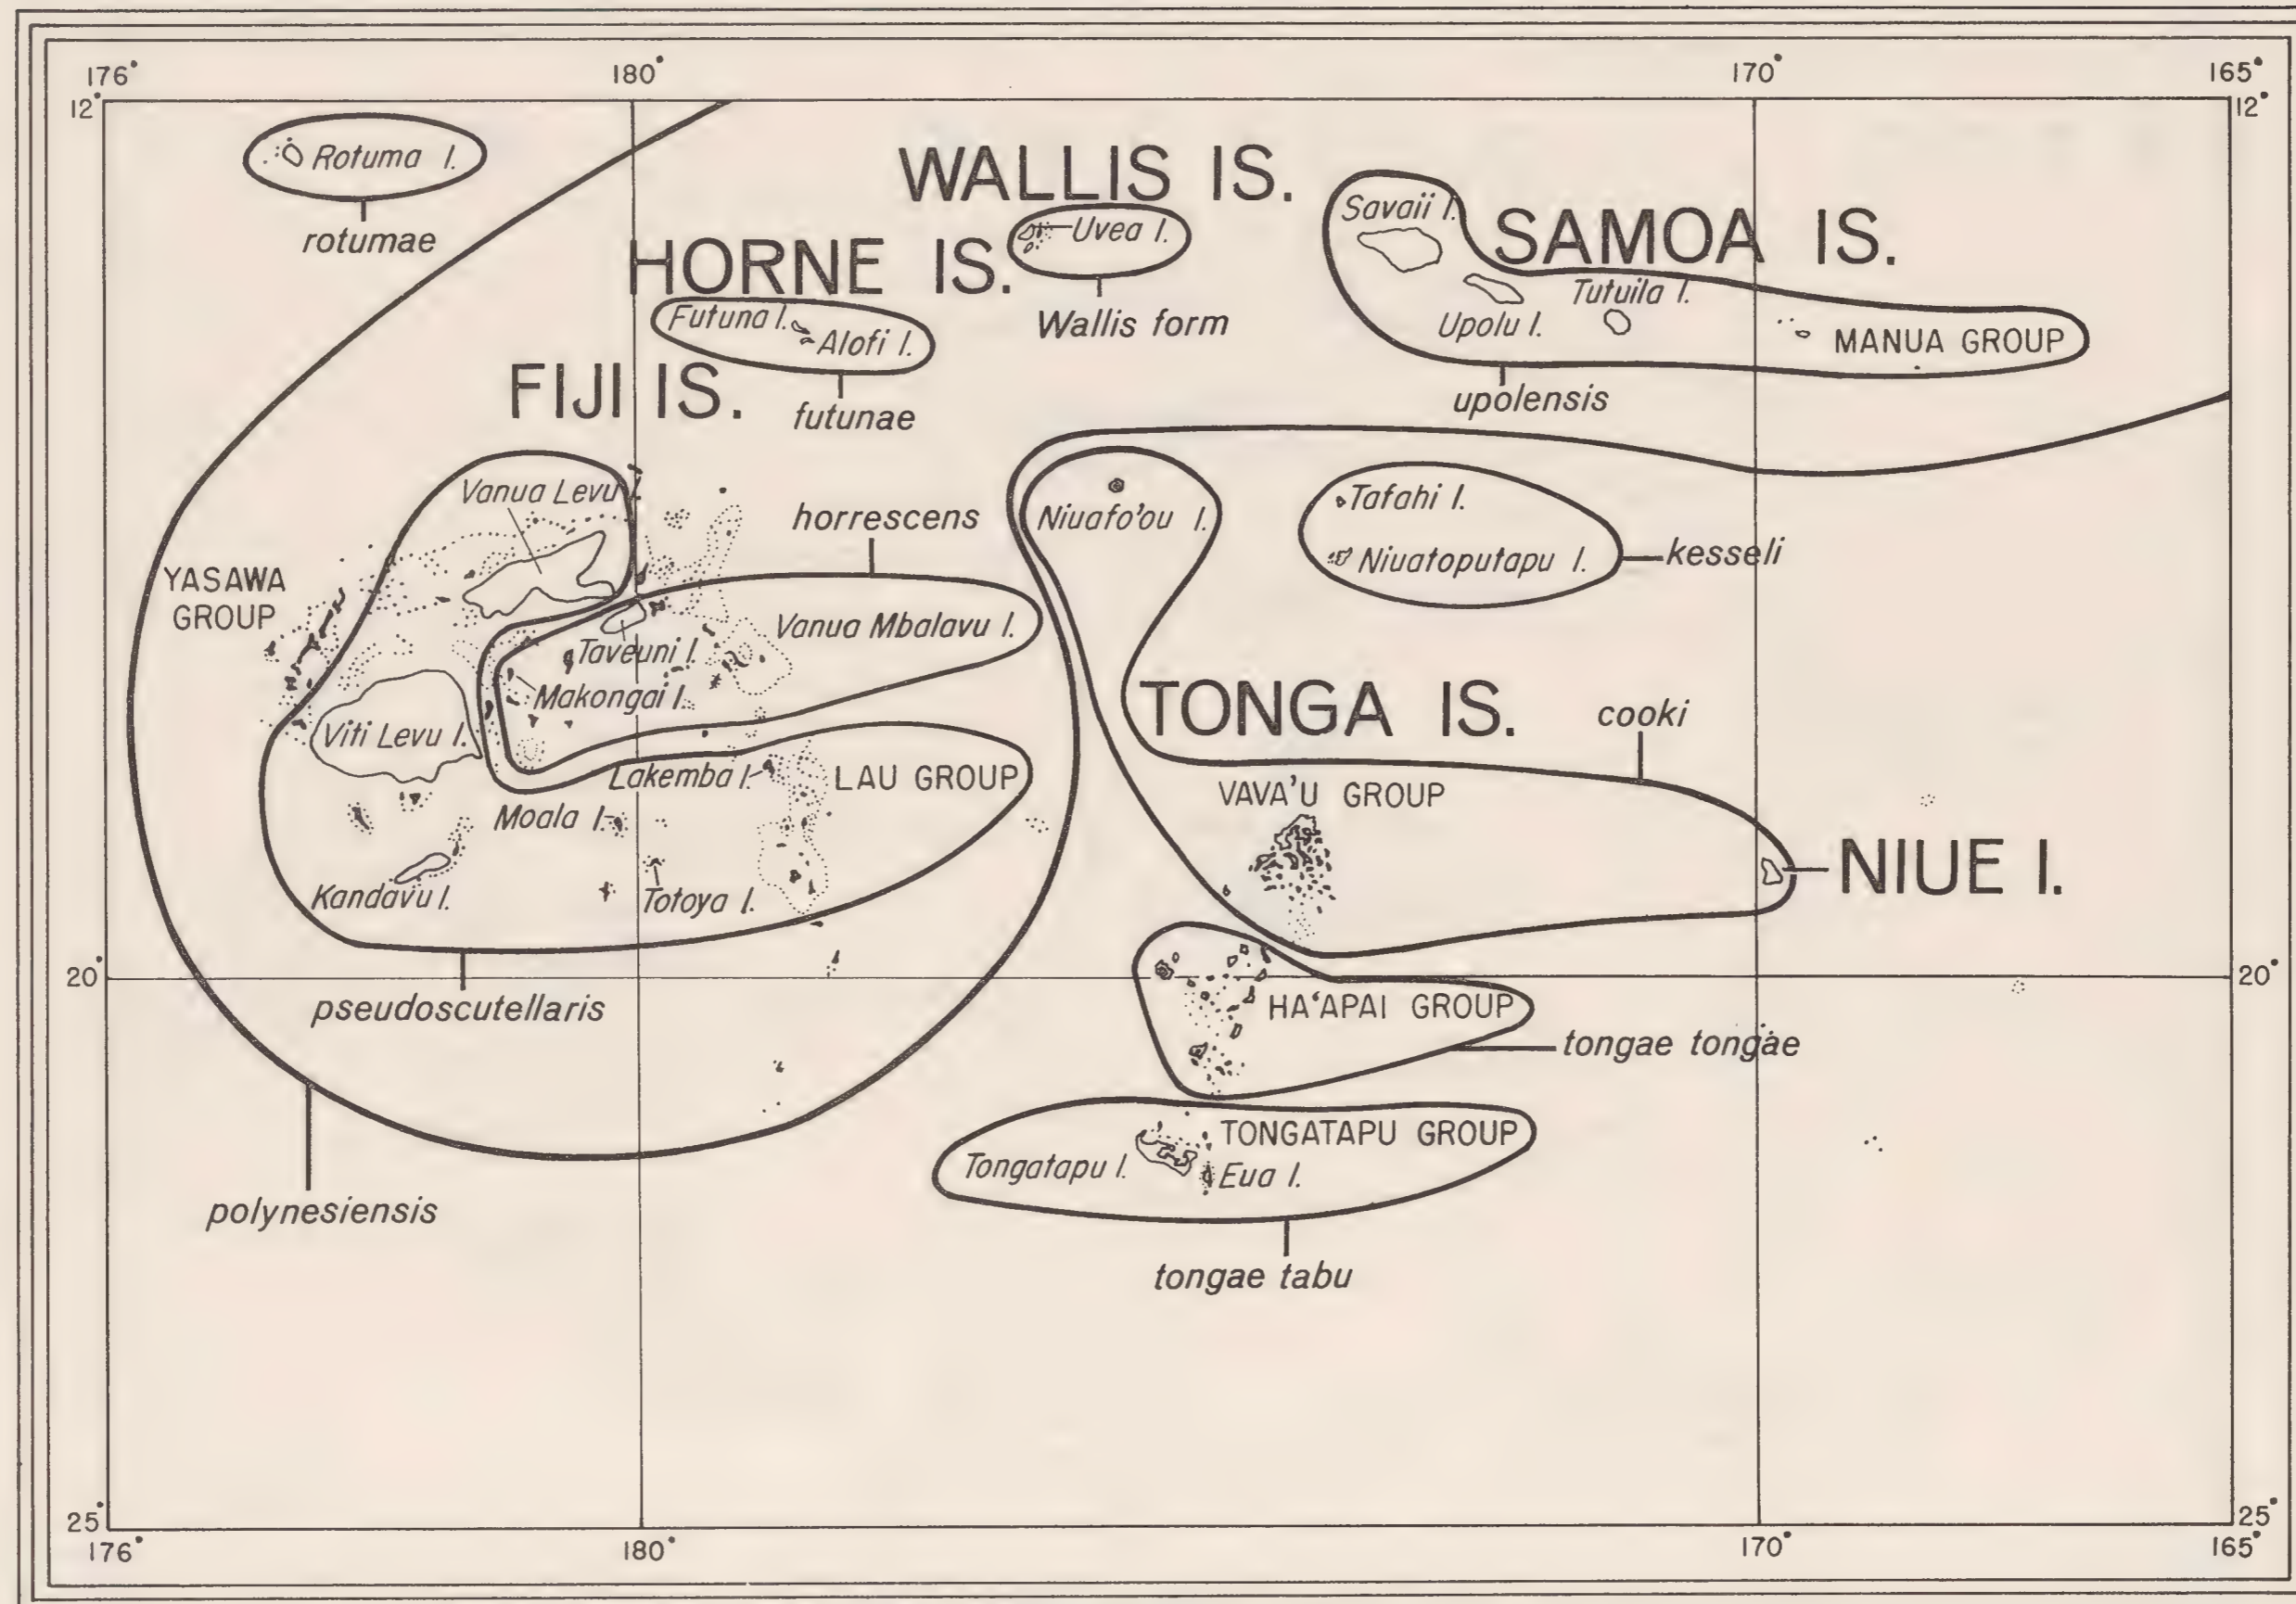 176° 180° 170° 165°
12° 12°
Rotuma I.
rotumae
WALLIS IS.
Uvea I.
Wallis form
HORNE IS.
Futuna I.
Alofi I.
futunae
Savaii I.
SAMOA IS.
Tutuila I.
Upolu I.
MANUA GROUP
upolensis
FIJI IS.
Vanua Levu I.
horrescens
YASAWA
GROUP
Vanua Mbalavu I.
Taveuni I.
Makongai I.
Viti Levu I.
Lakemba I.
LAU GROUP
Moala I.
Kandavu I.
Totoya I.
pseudoscutellaris
polynesiensis
Niuafo'ou I.
Tafahi I.
Niuatoputapu I.
kesseli
TONGA IS.
cooki
VAVA'U GROUP
NIUE I.
20° 20°
HA‘APAI GROUP
tongae tongae
TONGATAPU GROUP
Tongatapu I.
Eua I.
tongae tabu
25° 25°
176° 180° 170° 165°